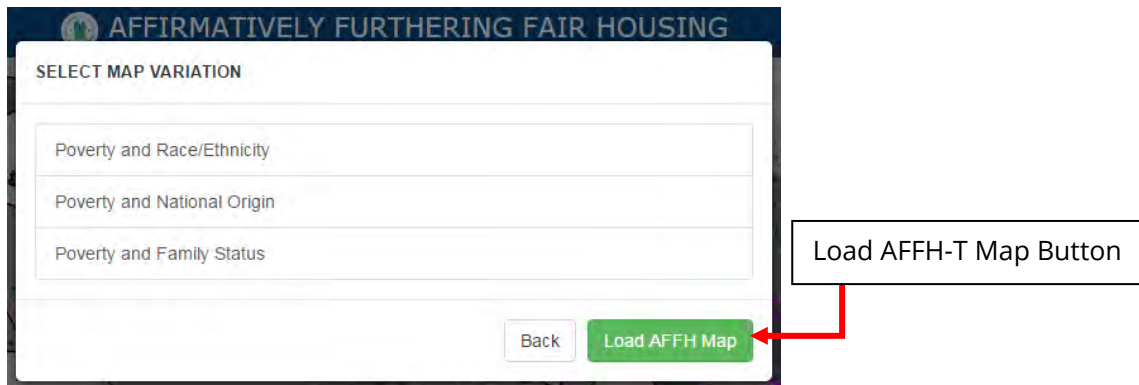 AFFIRMATIVELY FURTHERING FAIR HOUSING
SELECT MAP VARIATION
Poverty and Race/Ethnicity
Poverty and National Origin
Poverty and Family Status
Load AFFH-T Map Button
Back
Load AFFH Map